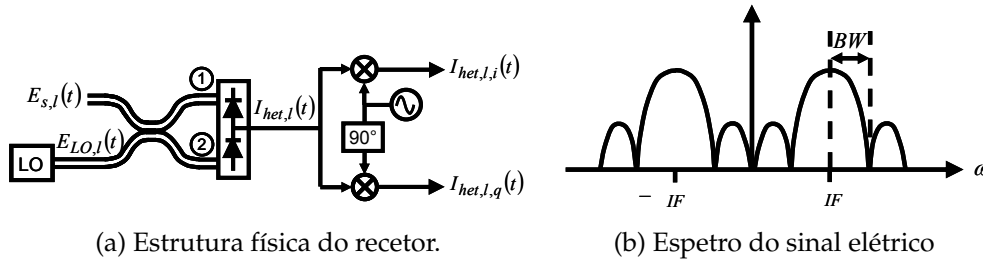 E_{s,l}(t)
E_{LO,l}(t)
LO
1
2
I_{het,l}(t)
90°
I_{het,l,i}(t)
I_{het,l,q}(t)
(a) Estrutura física do recetor.
BW
– IF
IF
ω
(b) Espetro do sinal elétrico